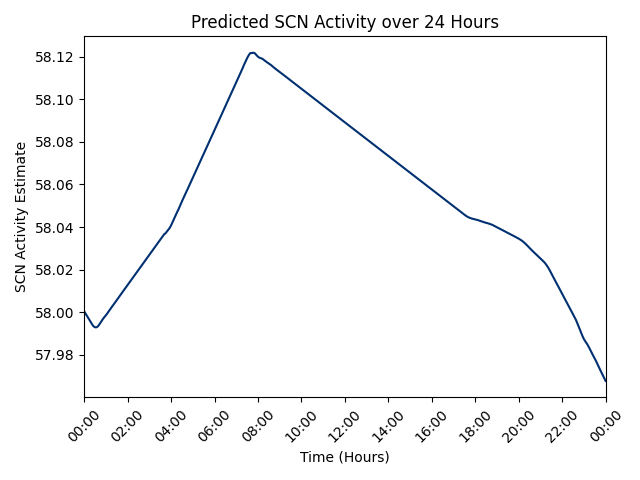 Predicted SCN Activity over 24 Hours
SCN Activity Estimate
58.12
58.10
58.08
58.06
58.04
58.02
58.00
57.98
00:00 02:00 04:00 06:00 08:00 10:00 12:00 14:00 16:00 18:00 20:00 22:00 00:00
Time (Hours)